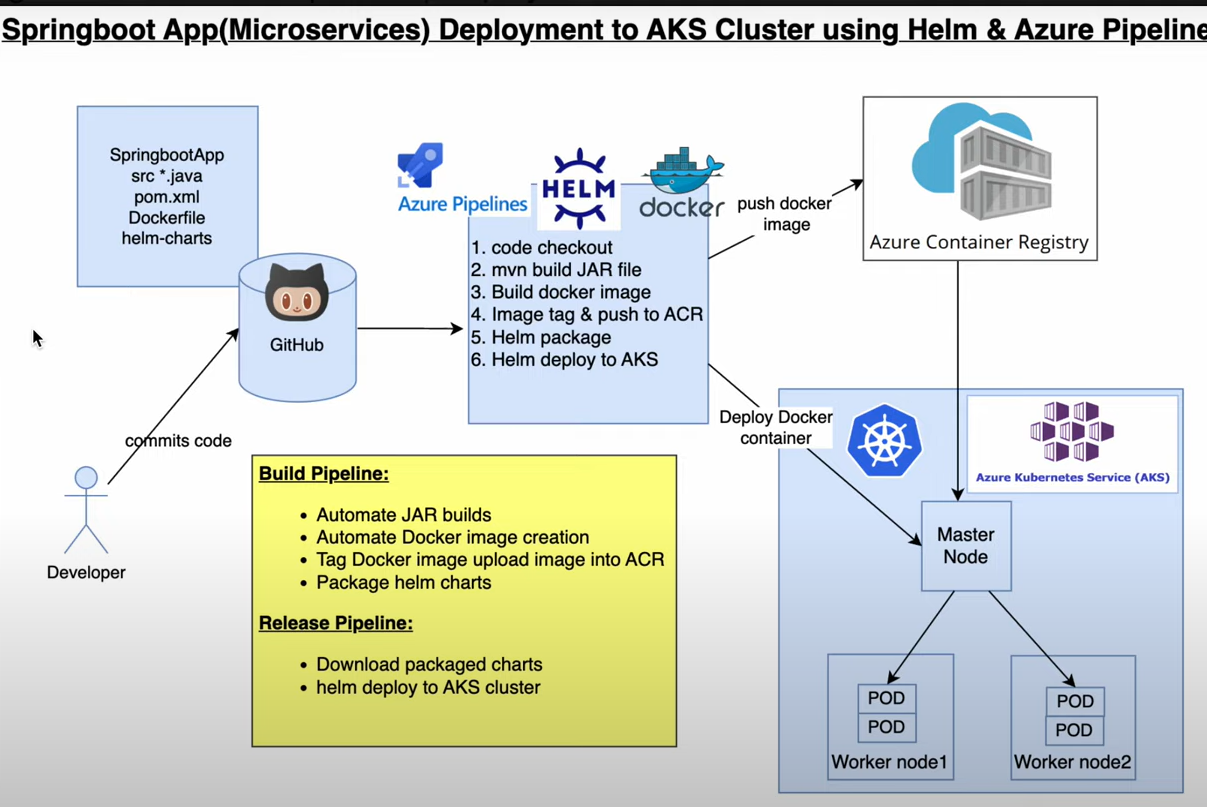 Springboot App(Microservices) Deployment to AKS Cluster using Helm & Azure Pipeline
SpringbootApp
src *.java
pom.xml
Dockerfile
helm-charts
GitHub
commits code
Developer
Azure Pipelines
HELM
docker
1. code checkout
2. mvn build JAR file
3. Build docker image
4. Image tag & push to ACR
5. Helm package
6. Helm deploy to AKS
push docker
image
Azure Container Registry
Deploy Docker
container
Azure Kubernetes Service (AKS)
Master
Node
POD
POD
Worker node1
POD
POD
Worker node2
Build Pipeline:
• Automate JAR builds
• Automate Docker image creation
• Tag Docker image upload image into ACR
• Package helm charts
Release Pipeline:
• Download packaged charts
• helm deploy to AKS cluster